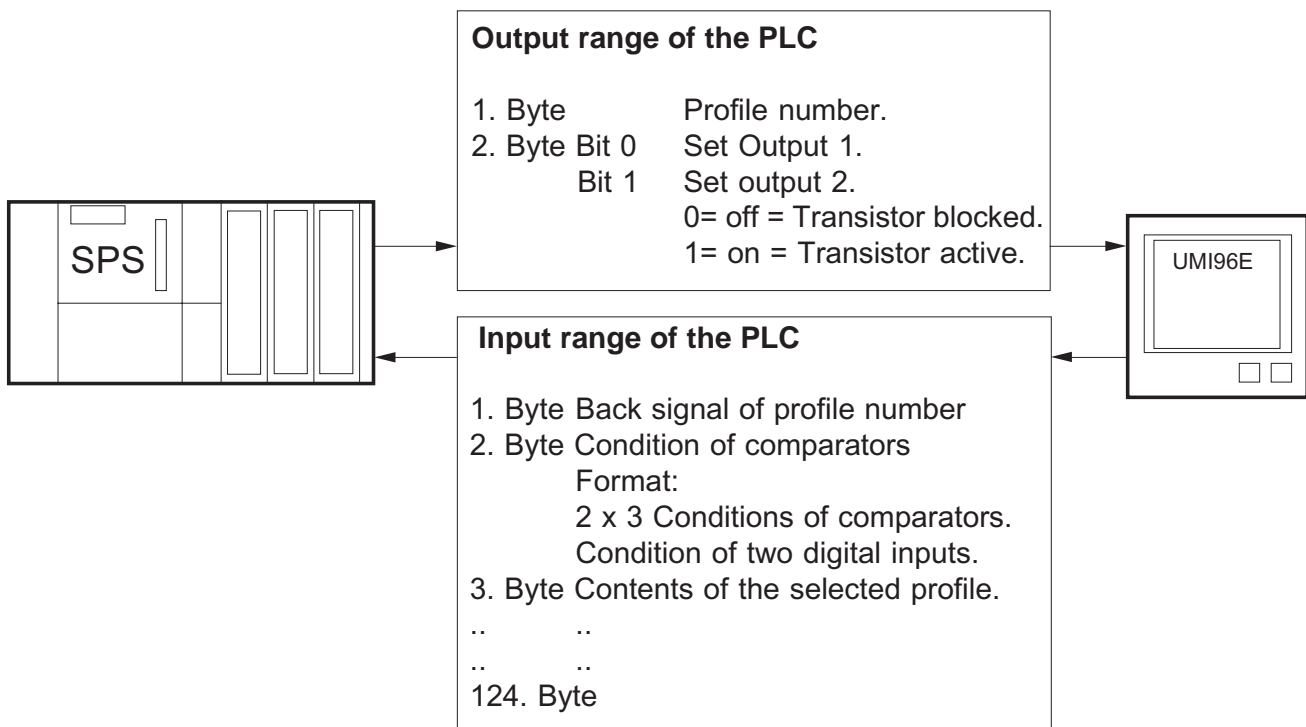 Output range of the PLC
1. Byte Profile number.
2. Byte Bit 0 Set Output 1.
Bit 1 Set output 2.
0= off = Transistor blocked.
1= on = Transistor active.
SPS
UMI96E
Input range of the PLC
1. Byte Back signal of profile number
2. Byte Condition of comparators
Format:
2 x 3 Conditions of comparators.
Condition of two digital inputs.
3. Byte Contents of the selected profile.
.. ..
.. ..
124. Byte